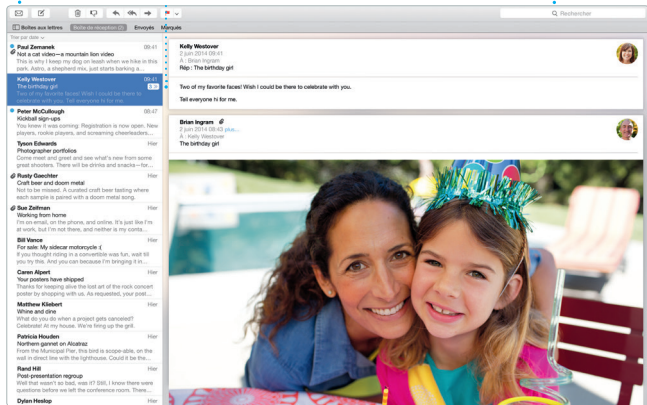 Rechercher
Boîtes aux lettres Boîte de réception (2) Envoyés Marqués
Trier par date
Paul Zemanek 09:41
Not a cat video—a mountain lion video
This is why I keep my dog on leash when we hike in this
park. Astro, a shepherd mix, just starts barking a...
Kelly Westover 09:41
The birthday girl 2
Two of my favorite faces! Wish I could be there to
celebrate with you. Tell everyone hi for me.
Peter McCullough 08:47
Kickball sign-ups
You knew it was coming: Registration is now open. New
players, rookie players, and screaming cheerleaders...
Tyson Edwards Hier
Photographer portfolios
Come meet and greet and see what's new from some
great shooters. There will be drinks and snacks—for...
Rusty Gaechter Hier
Craft beer and doom metal
Not to be missed. A curated craft beer tasting where
each sample is paired with a doom metal song.
Sue Zeifman Hier
Working from home
I'm on email, on the phone, and online. It's just like I'm
at work, but I'm not there, and neither is my conta...
Bill Vance Hier
For sale: My sidecar motorcycle :(
If you thought riding in a convertible was fun, wait till
you try this. And you can because I'm bringing it in...
Caren Alpert Hier
Your posters have shipped
Thanks for keeping alive the lost art of the rock concert
poster by shopping with us. As requested, your post...
Matthew Kliebert Hier
Whine and dine
What do you do when a project gets canceled?
Celebrate! At my house. We're firing up the grill.
Patricia Houden Hier
Northern gannet on Alcatraz
From the Municipal Pier, this bird is scope-able, on the
wall in direct line with the lighthouse. Could it be the...
Rand Hill Hier
Post-presentation regroup
Well that wasn't so bad, was it? Still, I know there were
questions before we left the conference room. There...
Dylan Heslop Hier
Kelly Westover
2 juin 2014 09:41
À : Brian Ingram
Rép : The birthday girl
Two of my favorite faces! Wish I could be there to celebrate with you.
Tell everyone hi for me.
Brian Ingram
2 juin 2014 08:43 plus...
À : Kelly Westover
The birthday girl